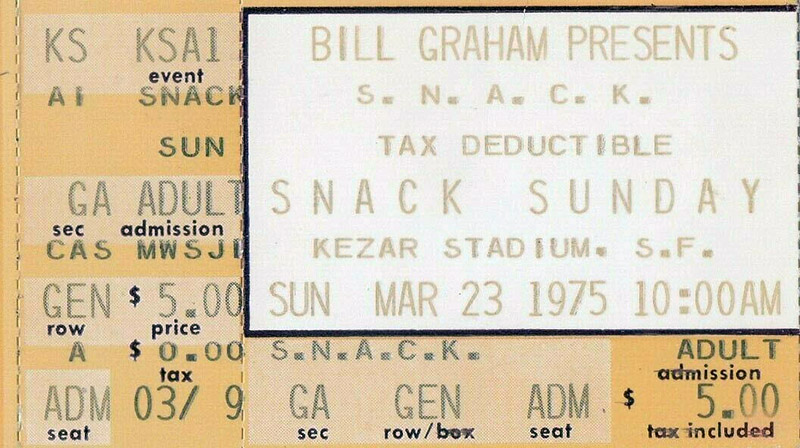 KS KSA1
event
A1 SNACK
SUN
GA ADULT
sec admission
CAS MWSJ1
GEN $ 5.00
row price
A $ 0.00
tax
ADM 03/ 9
seat
BILL GRAHAM PRESENTS
S. N. A. C. K.
TAX DEDUCTIBLE
SNACK SUNDAY
KEZAR STADIUM. S.F.
SUN MAR 23 1975 10:00AM
S.N.A.C.K. ADULT
admission
GA GEN ADM $ 5.00
sec row/box seat tax included